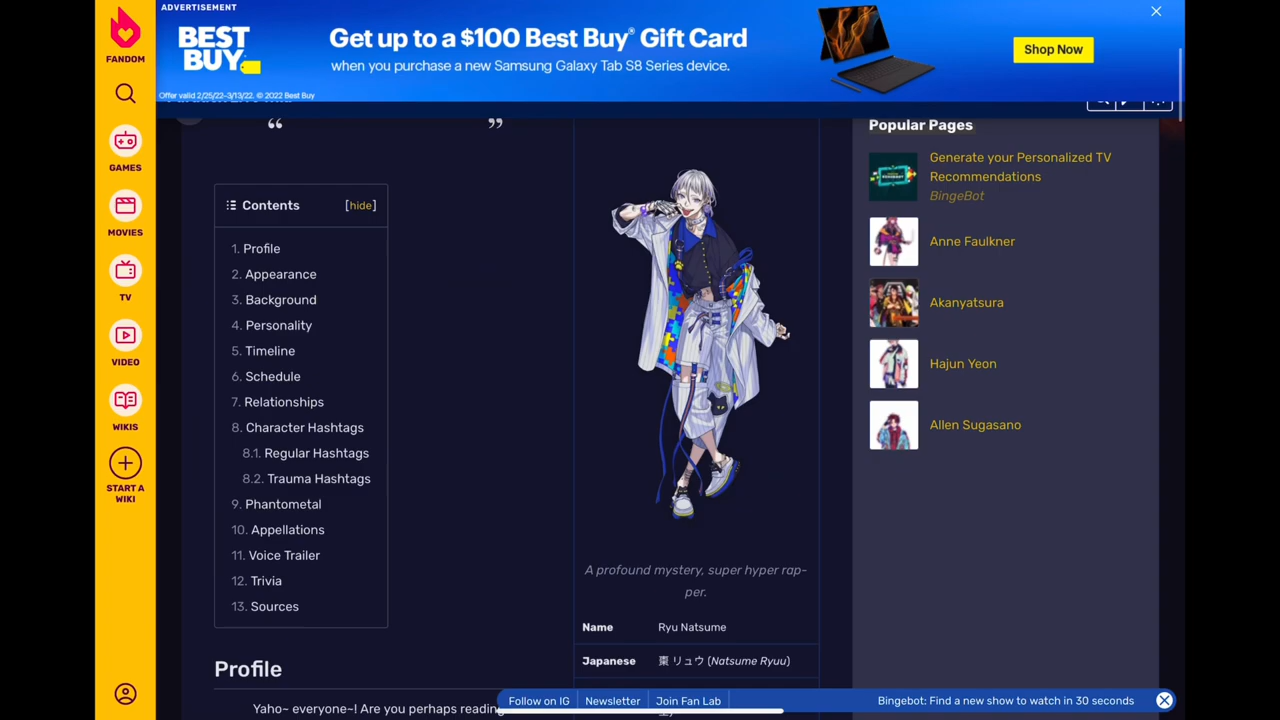 ADVERTISEMENT
BEST
BUY
Get up to a $100 Best Buy® Gift Card
when you purchase a new Samsung Galaxy Tab S8 Series device.
Shop Now
Offer valid 2/25/22-3/13/22. © 2022 Best Buy
FANDOM
GAMES
MOVIES
TV
VIDEO
WIKIS
START A
WIKI
“ ”
Contents [hide]
1. Profile
2. Appearance
3. Background
4. Personality
5. Timeline
6. Schedule
7. Relationships
8. Character Hashtags
8.1. Regular Hashtags
8.2. Trauma Hashtags
9. Phantometal
10. Appellations
11. Voice Trailer
12. Trivia
13. Sources
Profile
Yaho~ everyone~! Are you perhaps reading
A profound mystery, super hyper rap-
per.
Name Ryu Natsume
Japanese 棗 リュウ (Natsume Ryuu)
Popular Pages
Generate your Personalized TV
Recommendations
BingeBot
Anne Faulkner
Akanyatsura
Hajun Yeon
Allen Sugasano
Follow on IG
Newsletter
Join Fan Lab
Bingebot: Find a new show to watch in 30 seconds